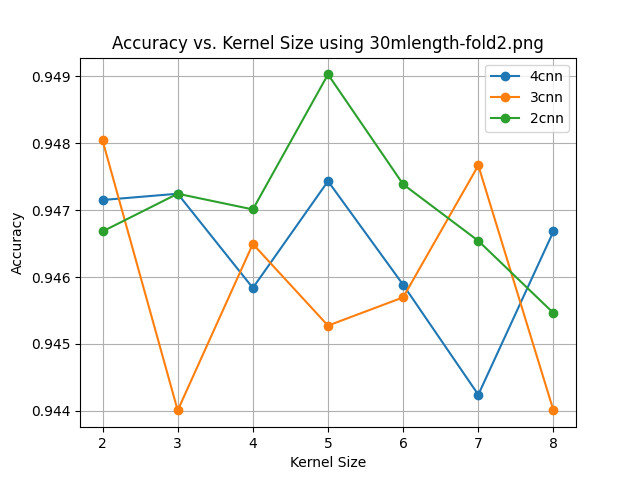 Accuracy vs. Kernel Size using 30mlength-fold2.png
4cnn
3cnn
2cnn
Accuracy
0.949
0.948
0.947
0.946
0.945
0.944
2 3 4 5 6 7 8
Kernel Size